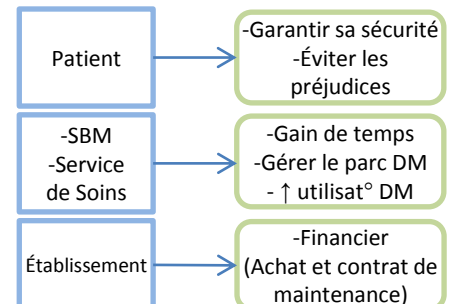 Patient
-Garantir sa sécurité
-Éviter les
préjudices
-SBM
-Service
de Soins
-Gain de temps
-Gérer le parc DM
- ↑ utilisat° DM
Établissement
-Financier
(Achat et contrat de
maintenance)